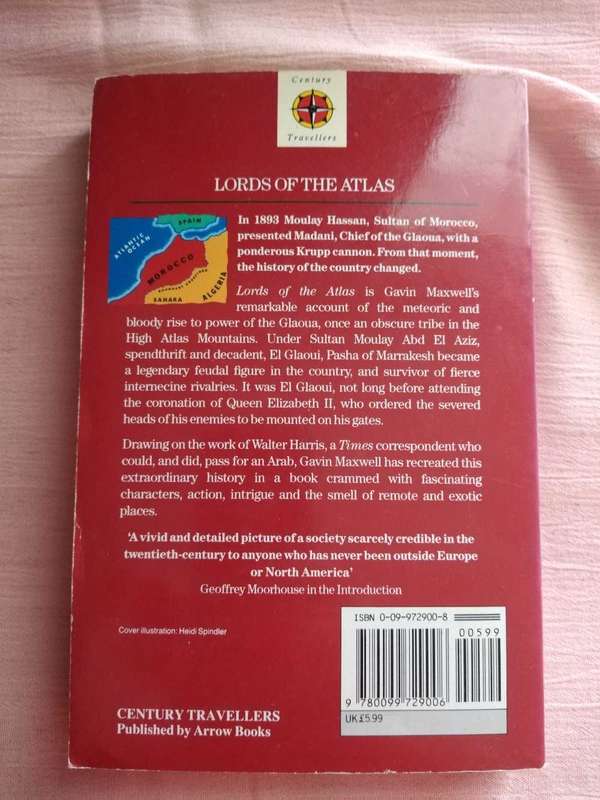 Century
Travellers
LORDS OF THE ATLAS
SPAIN
ATLANTIC
OCEAN
MOROCCO
ALGERIA
SAHARA
In 1893 Moulay Hassan, Sultan of Morocco,
presented Madani, Chief of the Glaoua, with a
ponderous Krupp cannon. From that moment,
the history of the country changed.
Lords of the Atlas is Gavin Maxwell's
remarkable account of the meteoric and
bloody rise to power of the Glaoua, once an obscure tribe in the
High Atlas Mountains. Under Sultan Moulay Abd El Aziz,
spendthrift and decadent, El Glaoui, Pasha of Marrakesh became
a legendary feudal figure in the country, and survivor of fierce
internecine rivalries. It was El Glaoui, not long before attending
the coronation of Queen Elizabeth II, who ordered the severed
heads of his enemies to be mounted on his gates.
Drawing on the work of Walter Harris, a Times correspondent who
could, and did, pass for an Arab, Gavin Maxwell has recreated this
extraordinary history in a book crammed with fascinating
characters, action, intrigue and the smell of remote and exotic
places.
'A vivid and detailed picture of a society scarcely credible in the
twentieth-century to anyone who has never been outside Europe
or North America'
Geoffrey Moorhouse in the Introduction
Cover illustration: Heidi Spindler
ISBN 0-09-972900-8
00599
9 780099 729006
UK£5.99
CENTURY TRAVELLERS
Published by Arrow Books